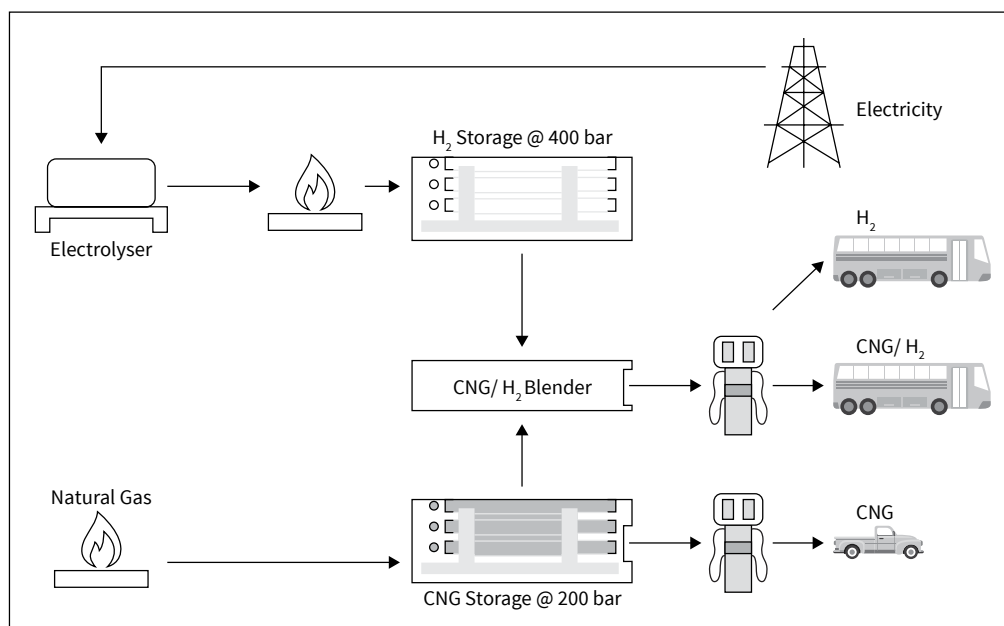 Electricity
H₂ Storage @ 400 bar
Electrolyser
H₂
CNG/ H₂
CNG/ H₂ Blender
Natural Gas
CNG
CNG Storage @ 200 bar